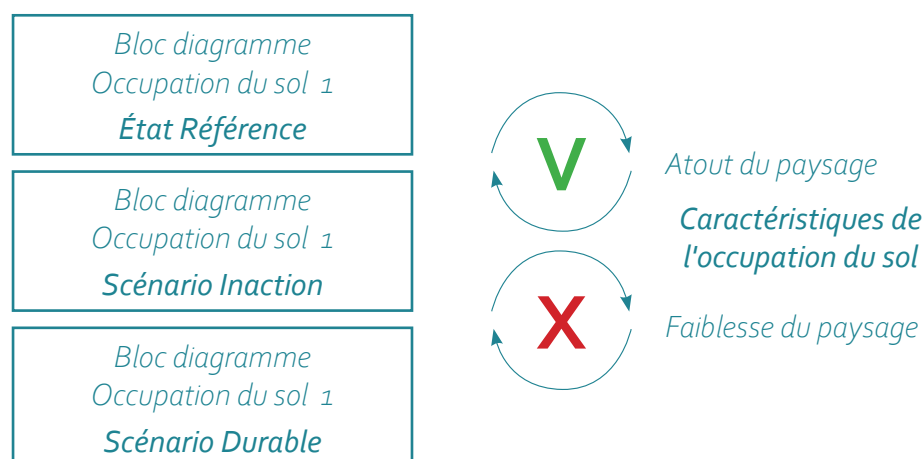 Bloc diagramme
Occupation du sol 1
État Référence
Bloc diagramme
Occupation du sol 1
Scénario Inaction
Bloc diagramme
Occupation du sol 1
Scénario Durable
V
Atout du paysage
Caractéristiques de
l'occupation du sol
X
Faiblesse du paysage